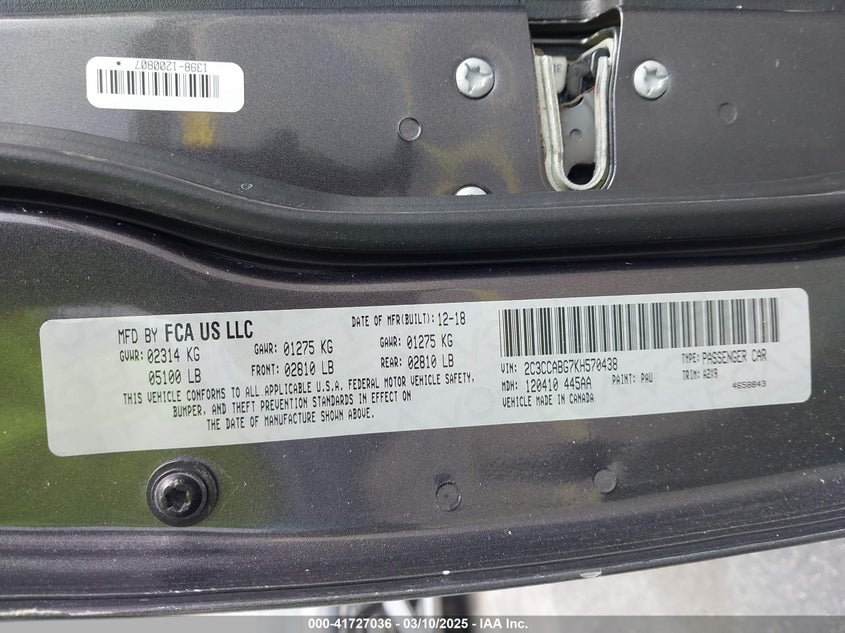 1398-1200807
MFD BY FCA US LLC
DATE OF MFR(BUILT): 12-18
GVWR: 02314 KG GAWR: 01275 KG GAWR: 01275 KG
05100 LB FRONT: 02810 LB REAR: 02810 LB
THIS VEHICLE CONFORMS TO ALL APPLICABLE U.S.A. FEDERAL MOTOR VEHICLE SAFETY,
BUMPER, AND THEFT PREVENTION STANDARDS IN EFFECT ON
THE DATE OF MANUFACTURE SHOWN ABOVE.
VIN: 2C3CCABG7KH570438 TYPE: PASSENGER CAR
MDH: 120410 445AA PAINT: PAU TRIM: A2X9
VEHICLE MADE IN CANADA 4658843
000-41727036 — 03/10/2025 — IAA Inc.